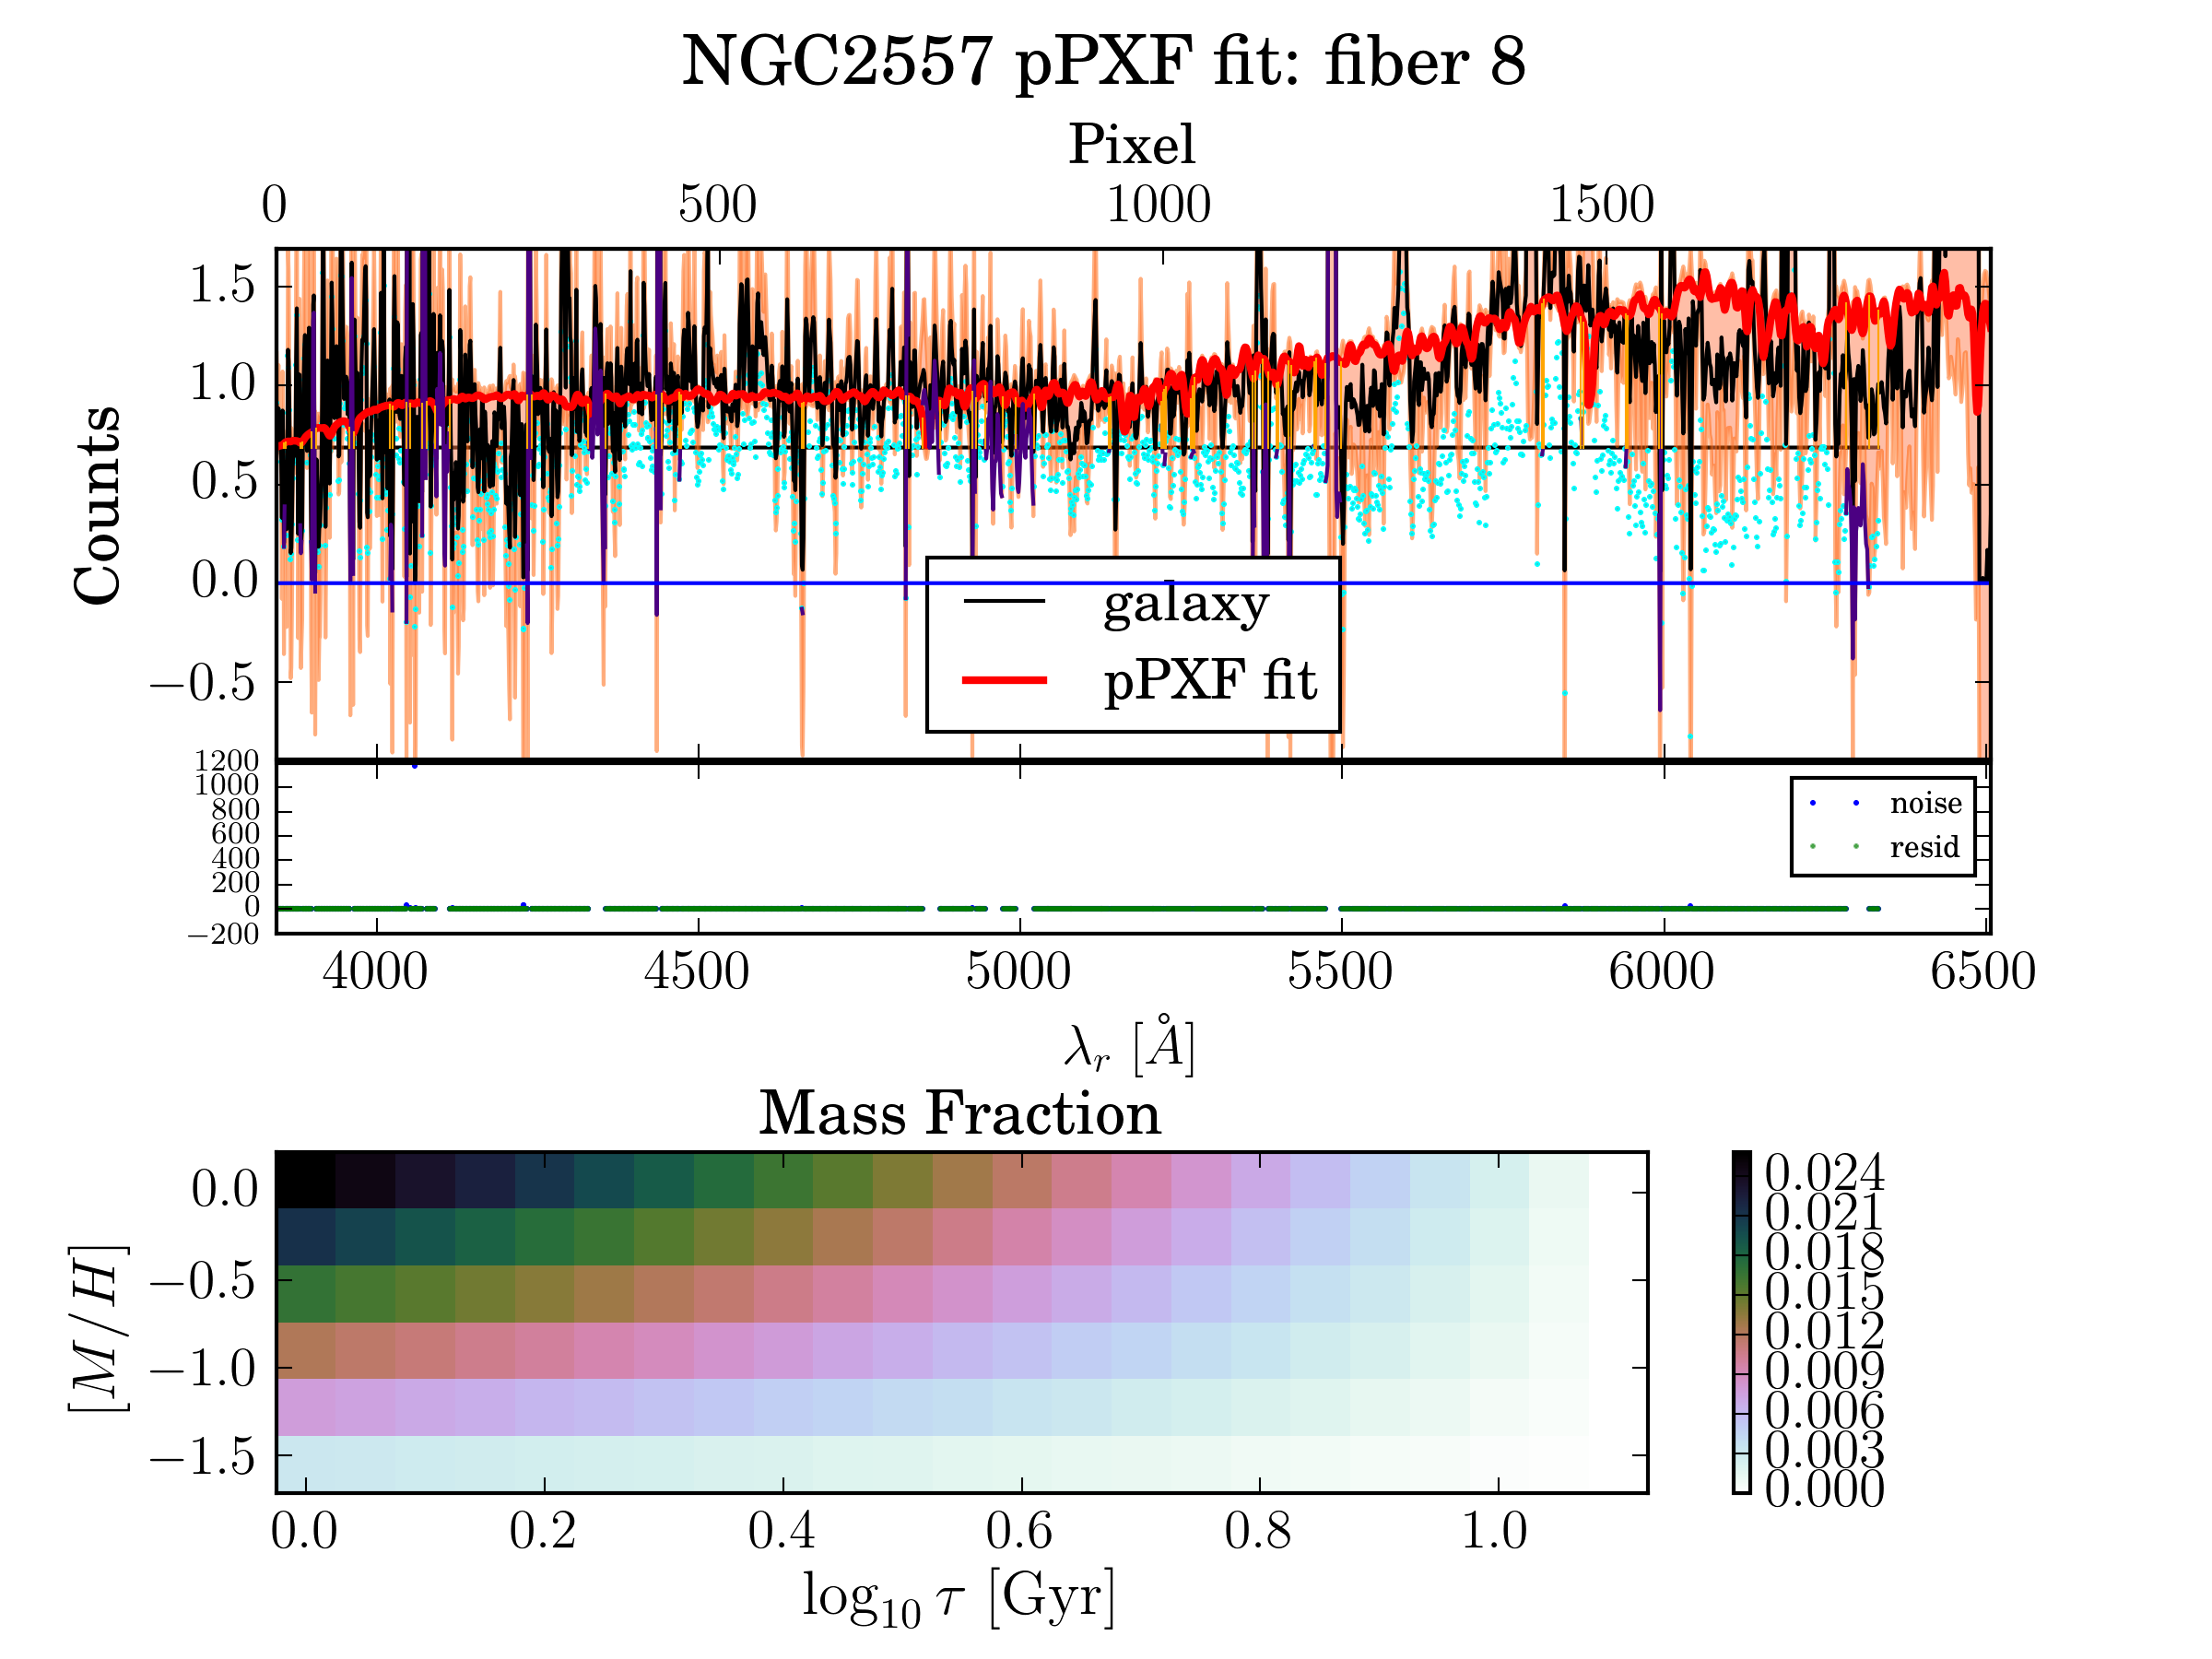 NGC2557 pPXF fit: fiber 8
Pixel
0 500 1000 1500
1.5
1.0
0.5
0.0
−0.5
Counts
galaxy
pPXF fit
1200
1000
800
600
400
200
0
−200
noise
resid
4000 4500 5000 5500 6000 6500
λr [Å]
Mass Fraction
0.0
−0.5
−1.0
−1.5
[M/H]
0.0 0.2 0.4 0.6 0.8 1.0
log10 τ [Gyr]
0.024
0.021
0.018
0.015
0.012
0.009
0.006
0.003
0.000